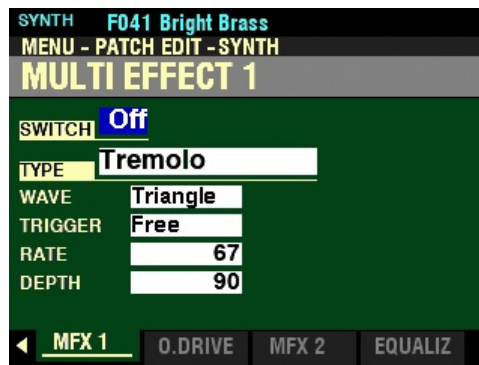 SYNTH F041 Bright Brass
MENU - PATCH EDIT - SYNTH
MULTI EFFECT 1
SWITCH Off
TYPE Tremolo
WAVE Triangle
TRIGGER Free
RATE 67
DEPTH 90
MFX 1 O.DRIVE MFX 2 EQUALIZ